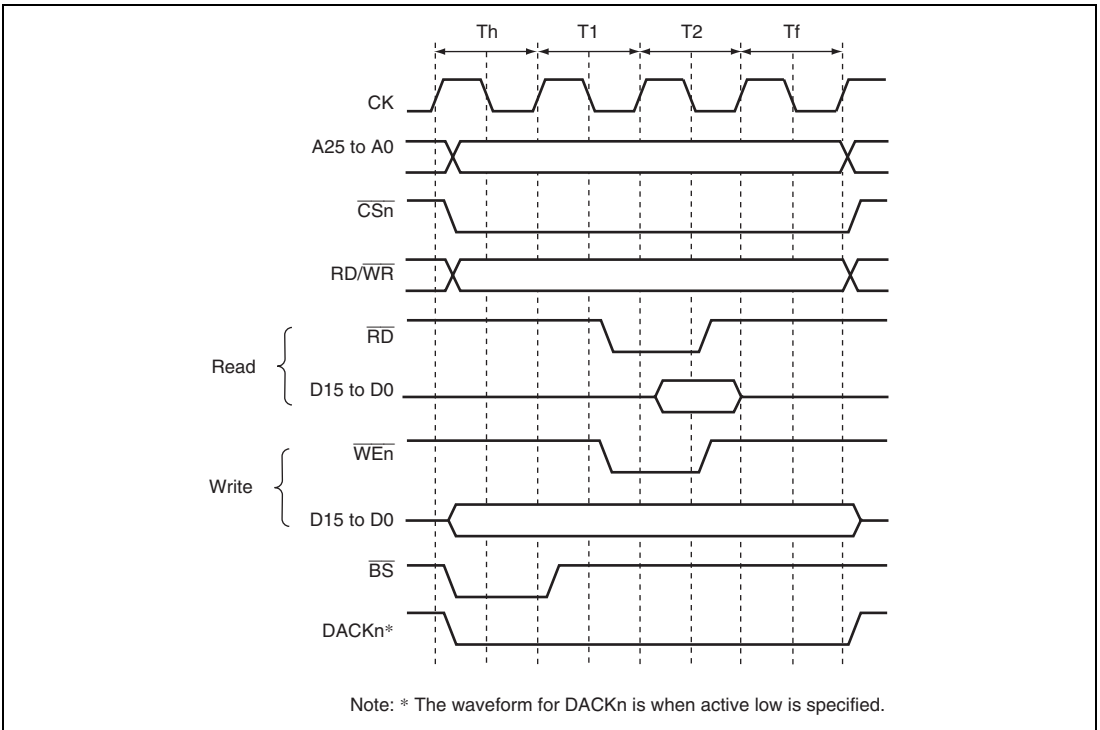 Th T1 T2 Tf
CK
A25 to A0
CSn
RD/WR
RD
Read
D15 to D0
WEn
Write
D15 to D0
BS
DACKn*
Note: * The waveform for DACKn is when active low is specified.